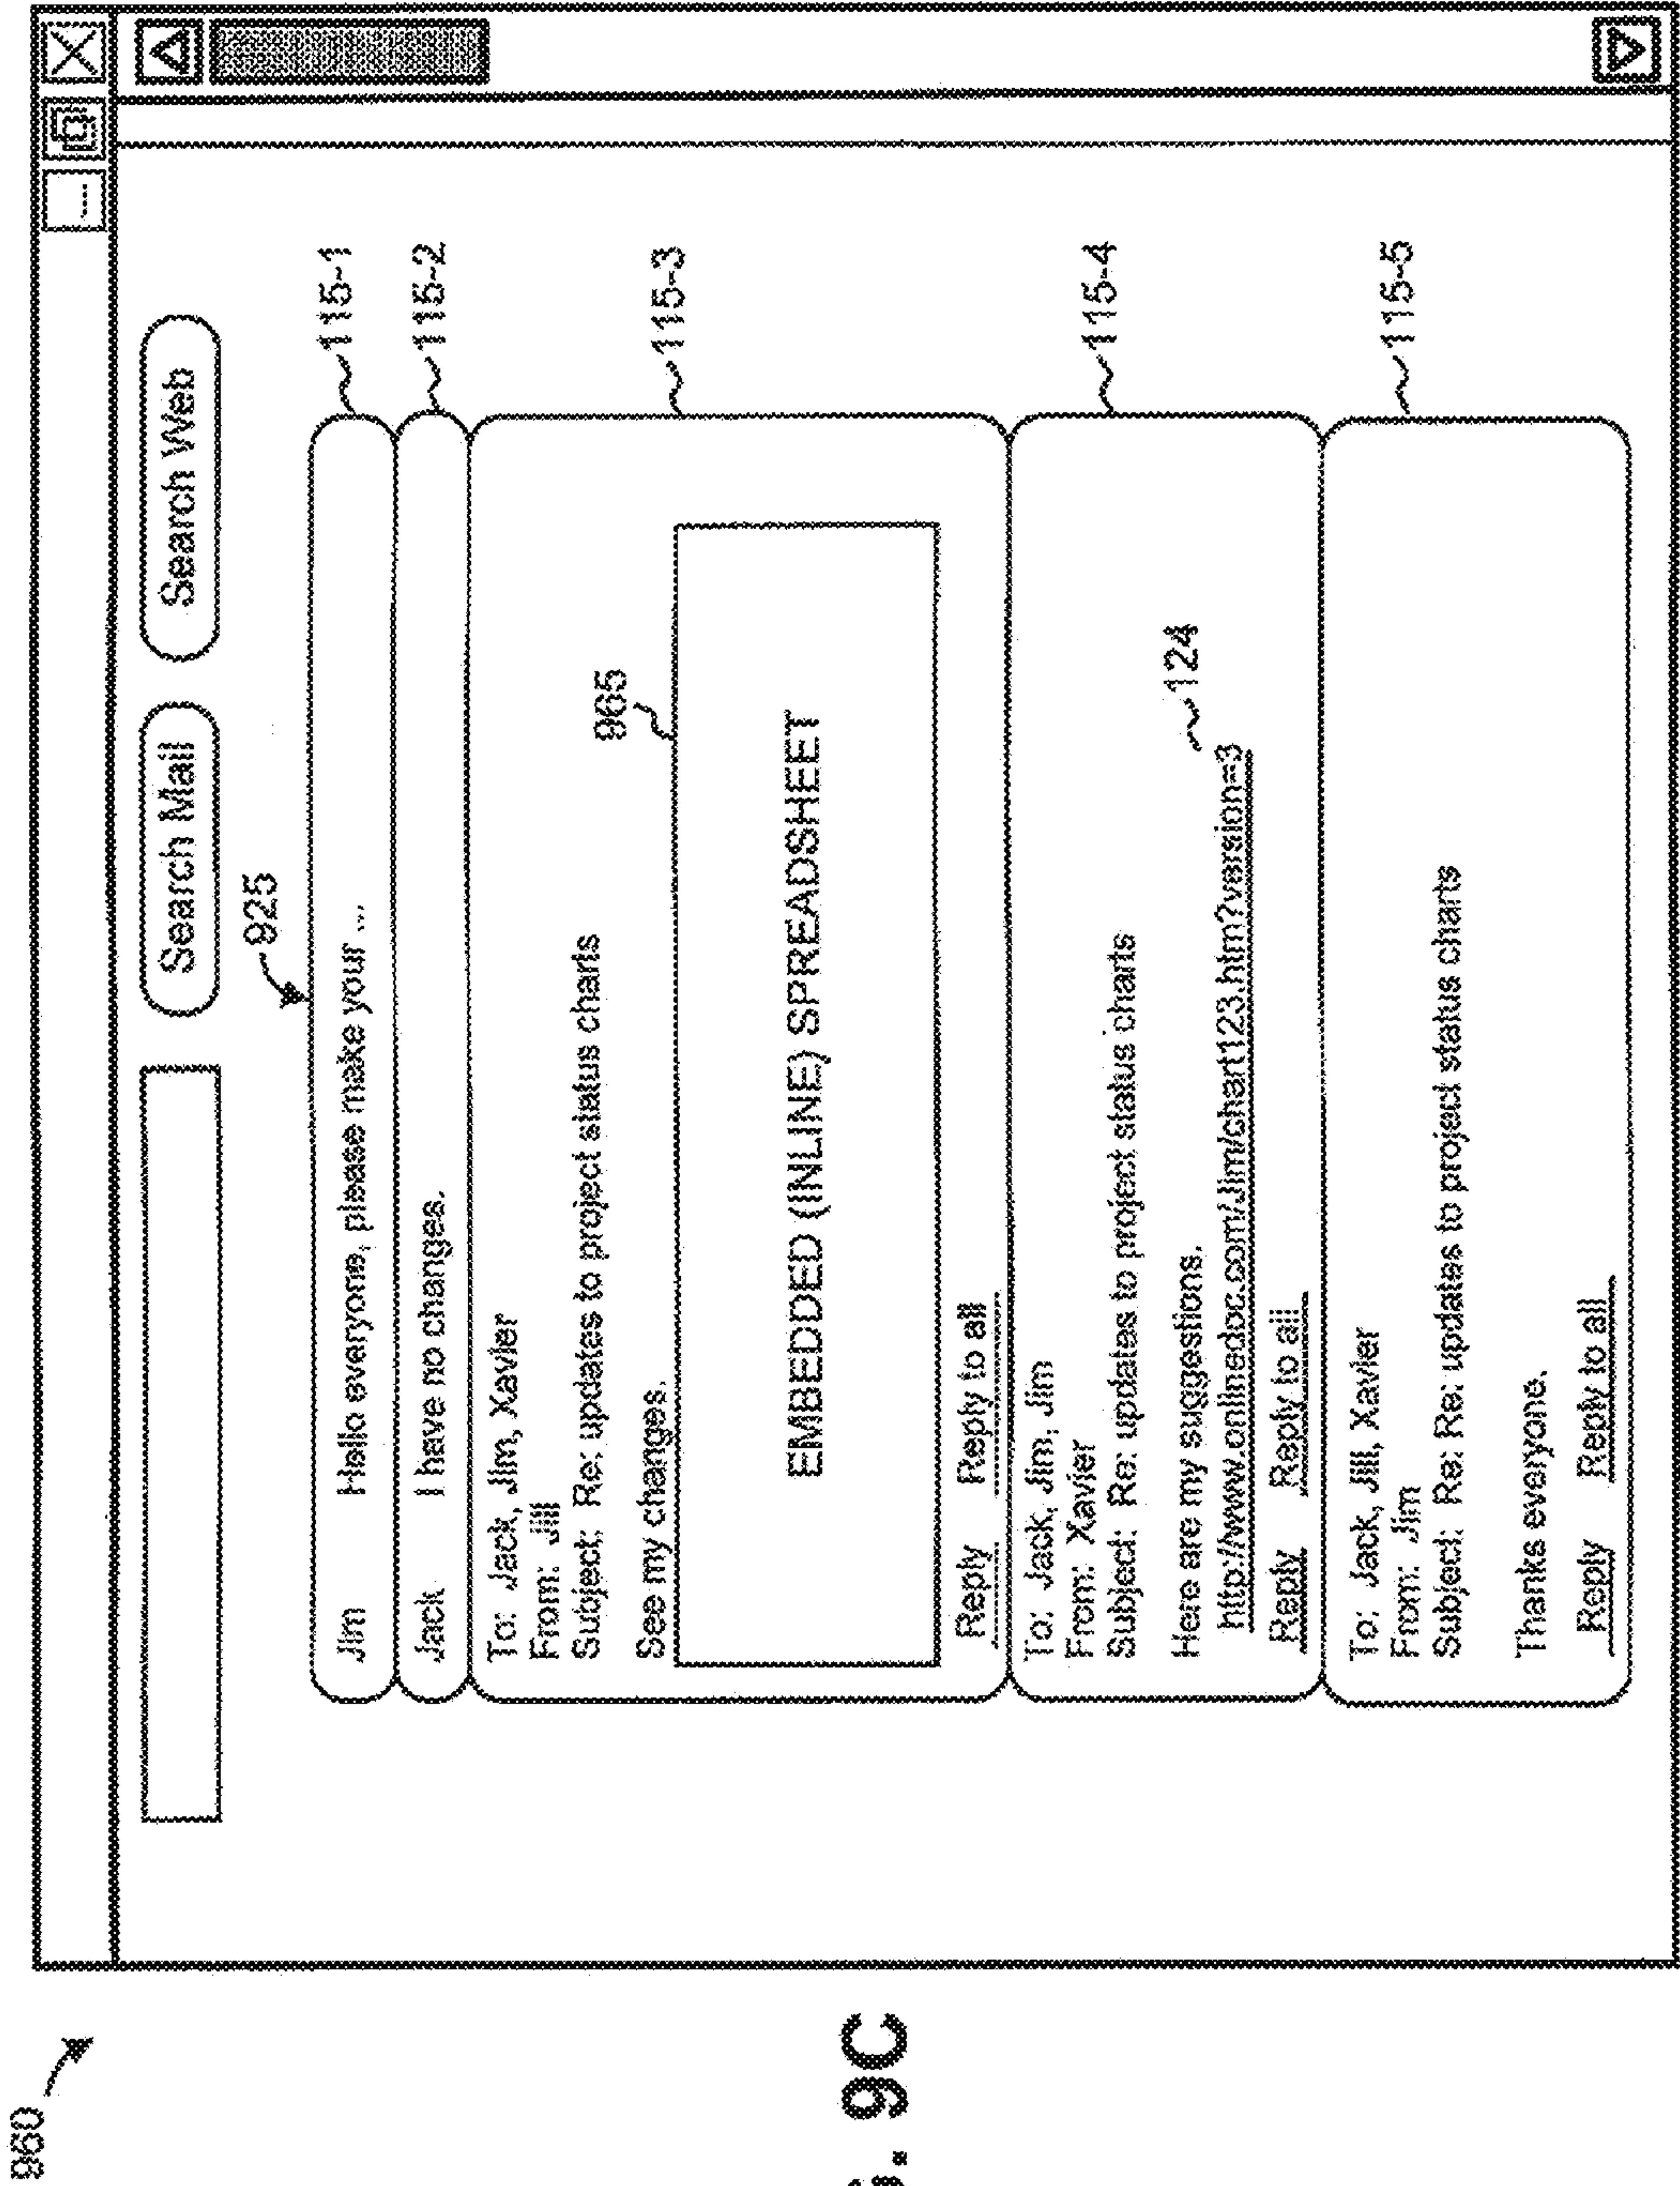 960
Search Mail
Search Web
925
Jim Hello everyone, please make your ...
115-1
Jack I have no changes.
115-2
To: Jack, Jim, Xavier
From: Jill
Subject: Re: updates to project status charts
115-3
See my changes.
965
EMBEDDED (INLINE) SPREADSHEET
Reply Reply to all
To: Jack, Jim, Jim
From: Xavier
Subject: Re: updates to project status charts
115-4
Here are my suggestions.
124
http://www.onlinedoc.com/Jim/chart123.htm?version=3
Reply Reply to all
To: Jack, Jill, Xavier
From: Jim
Subject: Re: Re: updates to project status charts
115-5
Thanks everyone.
Reply Reply to all
. 9C